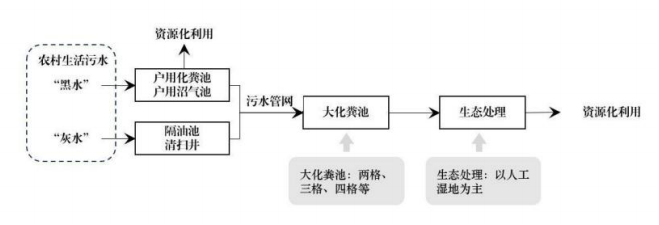 资源化利用
农村生活污水
“黑水”
户用化粪池
户用沼气池
污水管网
大化粪池
生态处理
资源化利用
“灰水”
隔油池
清扫井
大化粪池：两格、
三格、四格等
生态处理：以人工
湿地为主